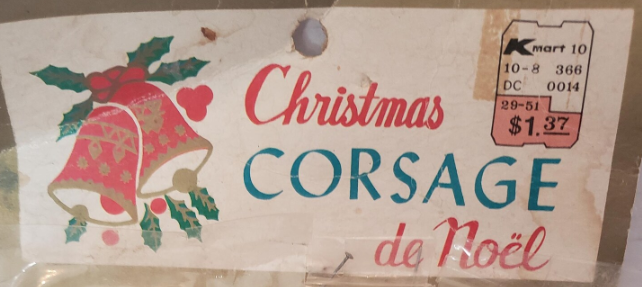 Christmas
CORSAGE
de Noël
Kmart 10
10-8 366
DC 0014
29-51
$1.37